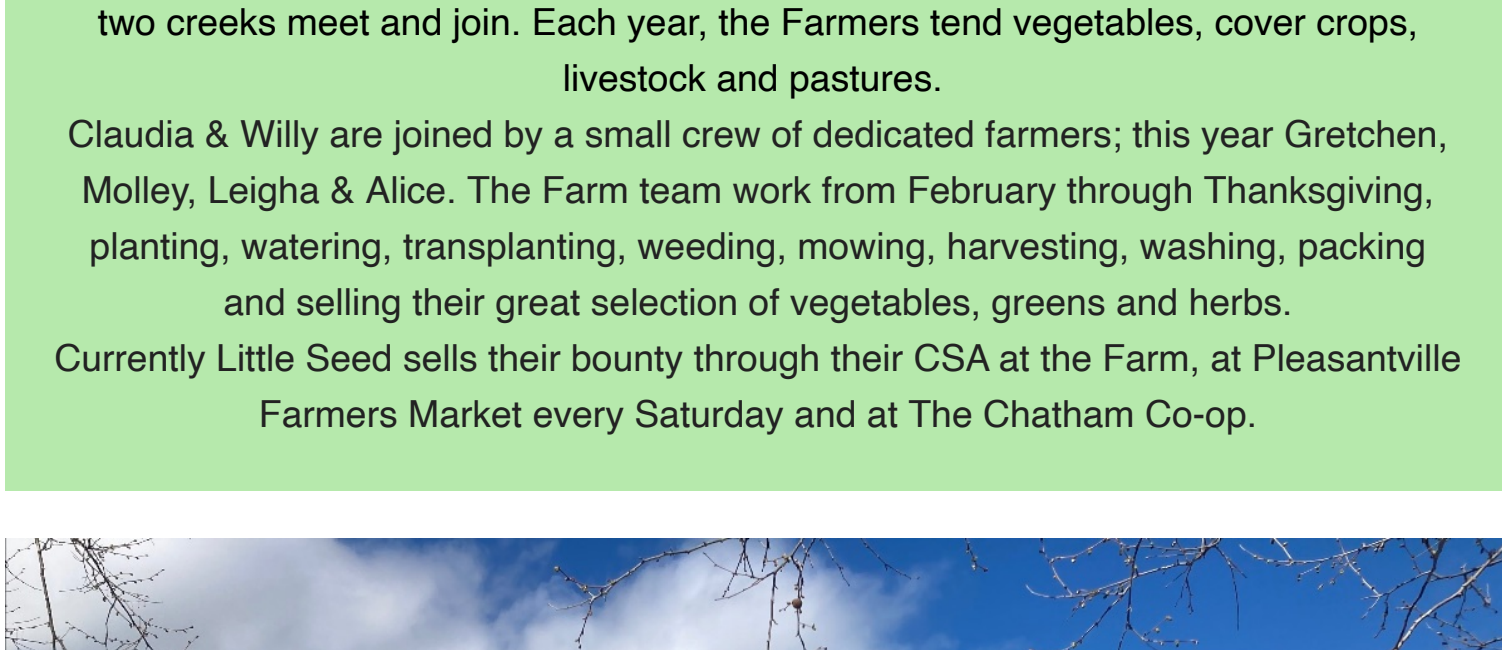 two creeks meet and join. Each year, the Farmers tend vegetables, cover crops,
livestock and pastures.
Claudia & Willy are joined by a small crew of dedicated farmers; this year Gretchen,
Molley, Leigha & Alice. The Farm team work from February through Thanksgiving,
planting, watering, transplanting, weeding, mowing, harvesting, washing, packing
and selling their great selection of vegetables, greens and herbs.
Currently Little Seed sells their bounty through their CSA at the Farm, at Pleasantville
Farmers Market every Saturday and at The Chatham Co-op.